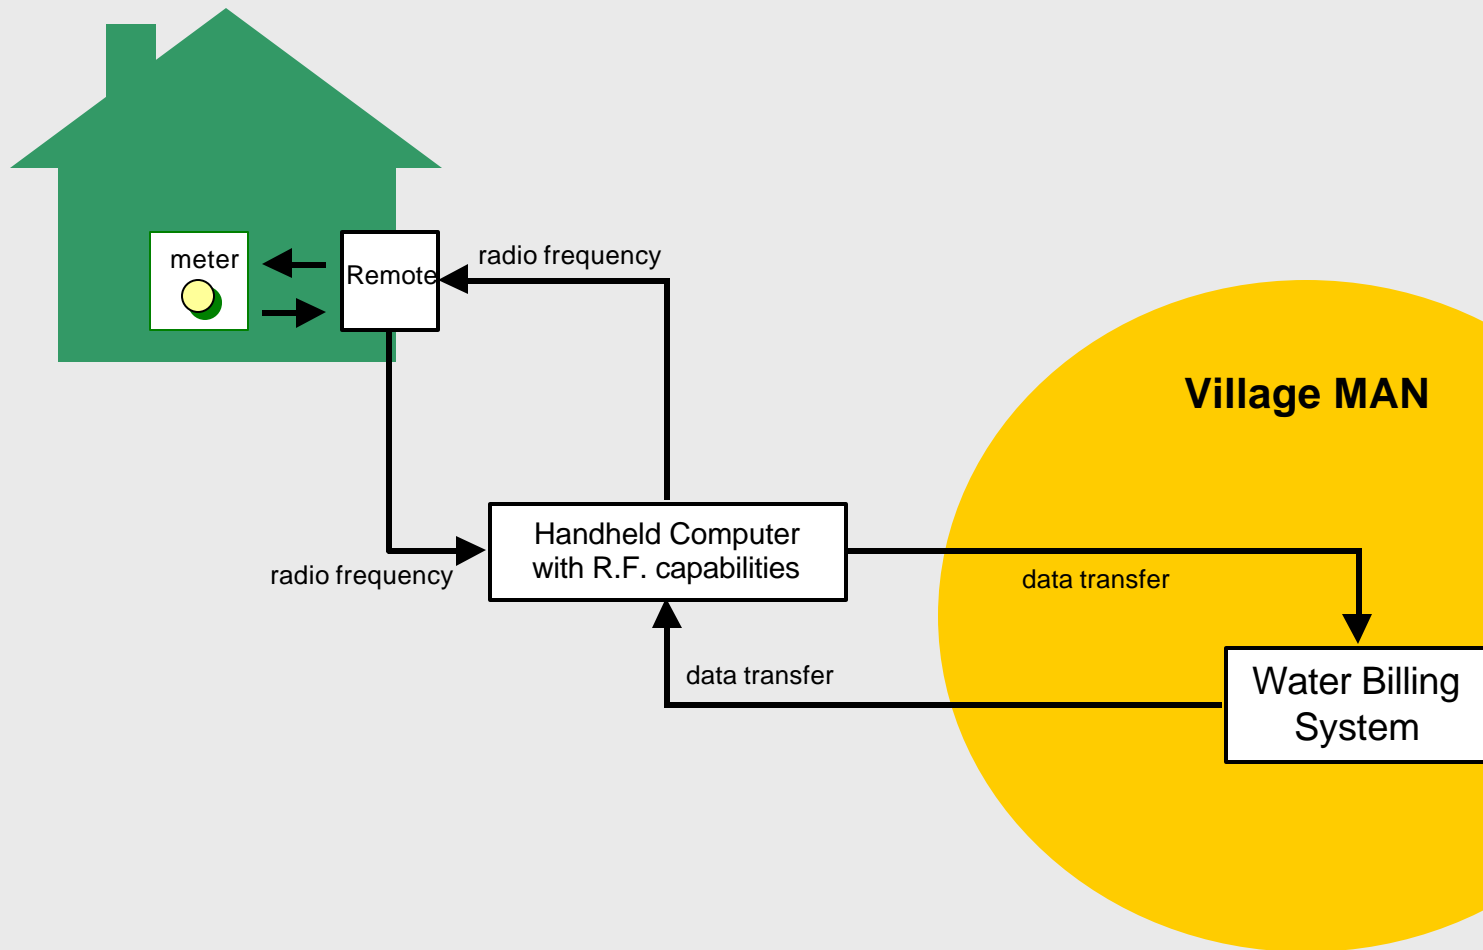 radio frequency
meter
Remote
Village MAN
Handheld Computer
with R.F. capabilities
radio frequency
data transfer
data transfer
Water Billing
System